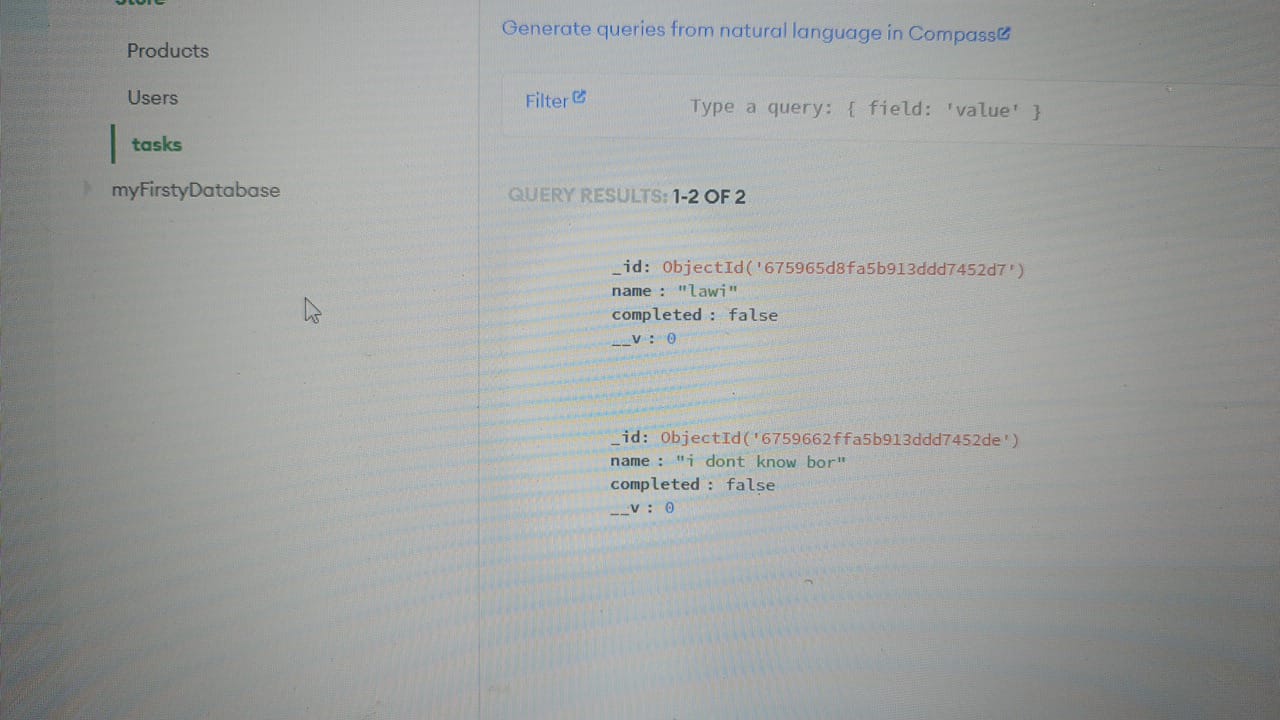 Store
Products
Users
tasks
myFirstyDatabase
Generate queries from natural language in Compass
Filter
Type a query: { field: 'value' }
QUERY RESULTS: 1-2 OF 2
_id: ObjectId('675965d8fa5b913ddd7452d7')
name : "lawi"
completed : false
__v : 0
_id: ObjectId('6759662ffa5b913ddd7452de')
name : "i dont know bor"
completed : false
__v : 0